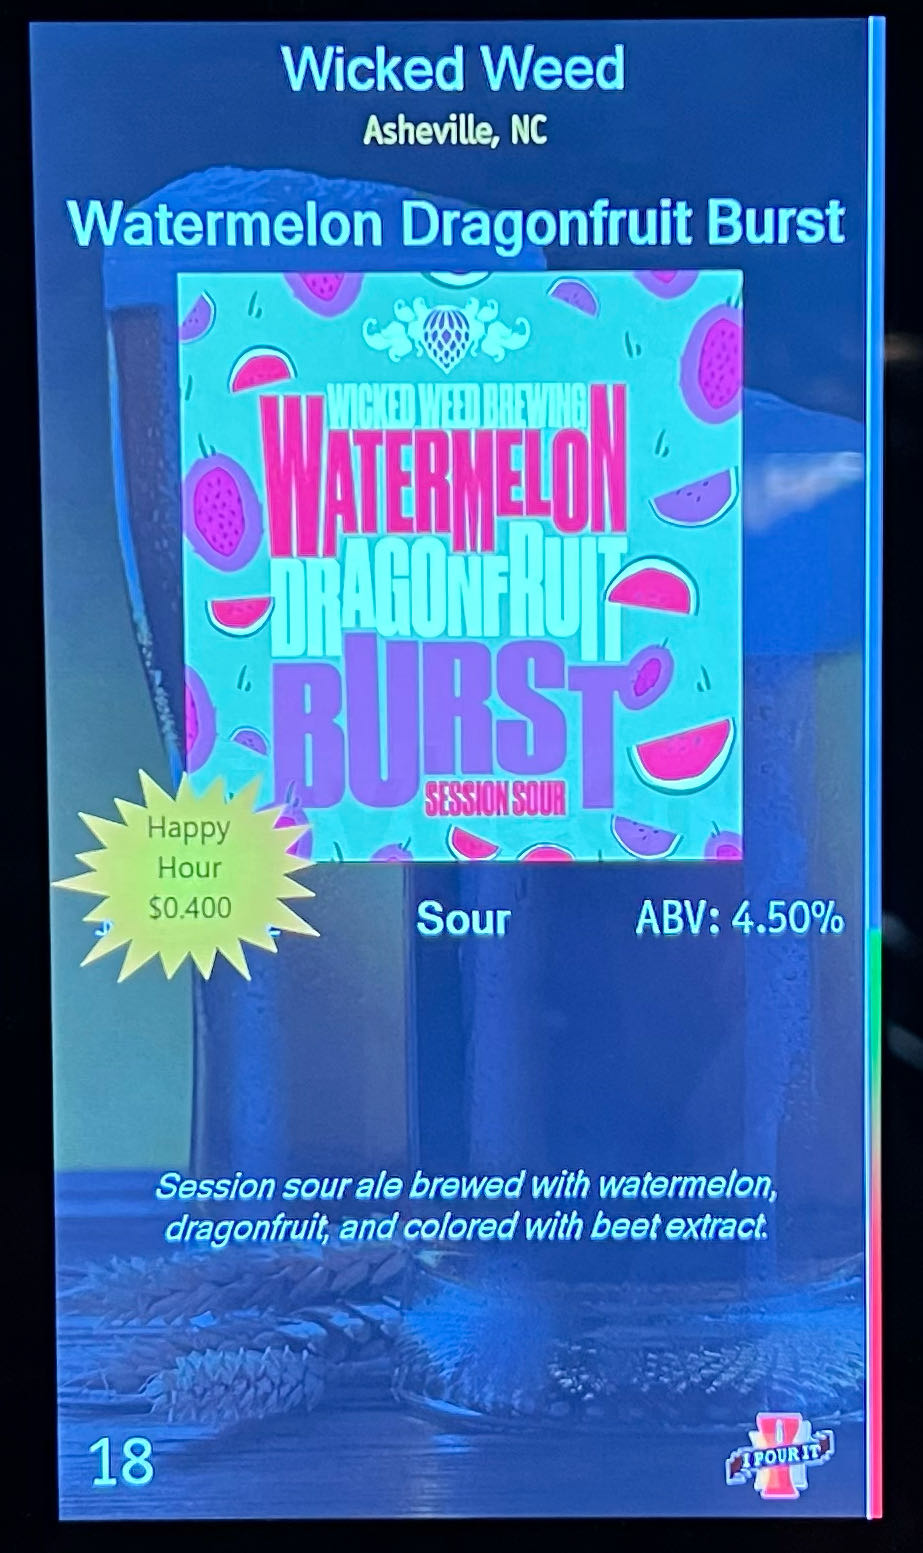 Wicked Weed
Asheville, NC
Watermelon Dragonfruit Burst
WICKED WEED BREWING
WATERMELON
DRAGONFRUIT
BURST
SESSION SOUR
Happy
Hour
$0.400
Sour
ABV: 4.50%
Session sour ale brewed with watermelon,
dragonfruit, and colored with beet extract.
18
I POUR IT